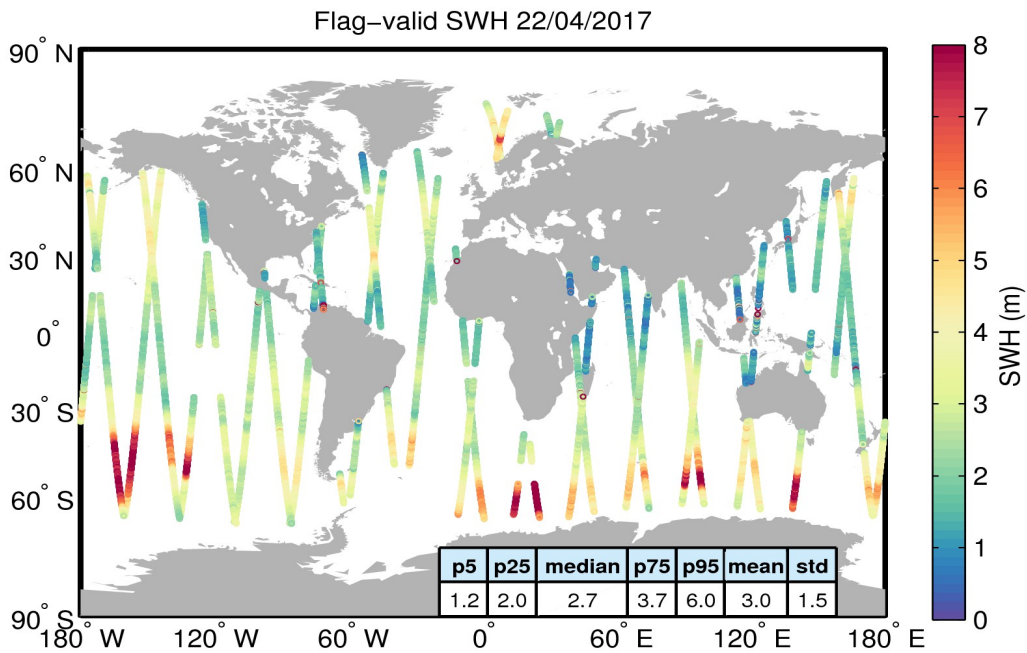 Flag−valid SWH 22/04/2017
90° N
60° N
30° N
0°
30° S
60° S
90° S
180° W
120° W
60° W
0°
60° E
120° E
180° E
p5 p25 median p75 p95 mean std
1.2 2.0 2.7 3.7 6.0 3.0 1.5
8
7
6
5
4
3
2
1
0
SWH (m)